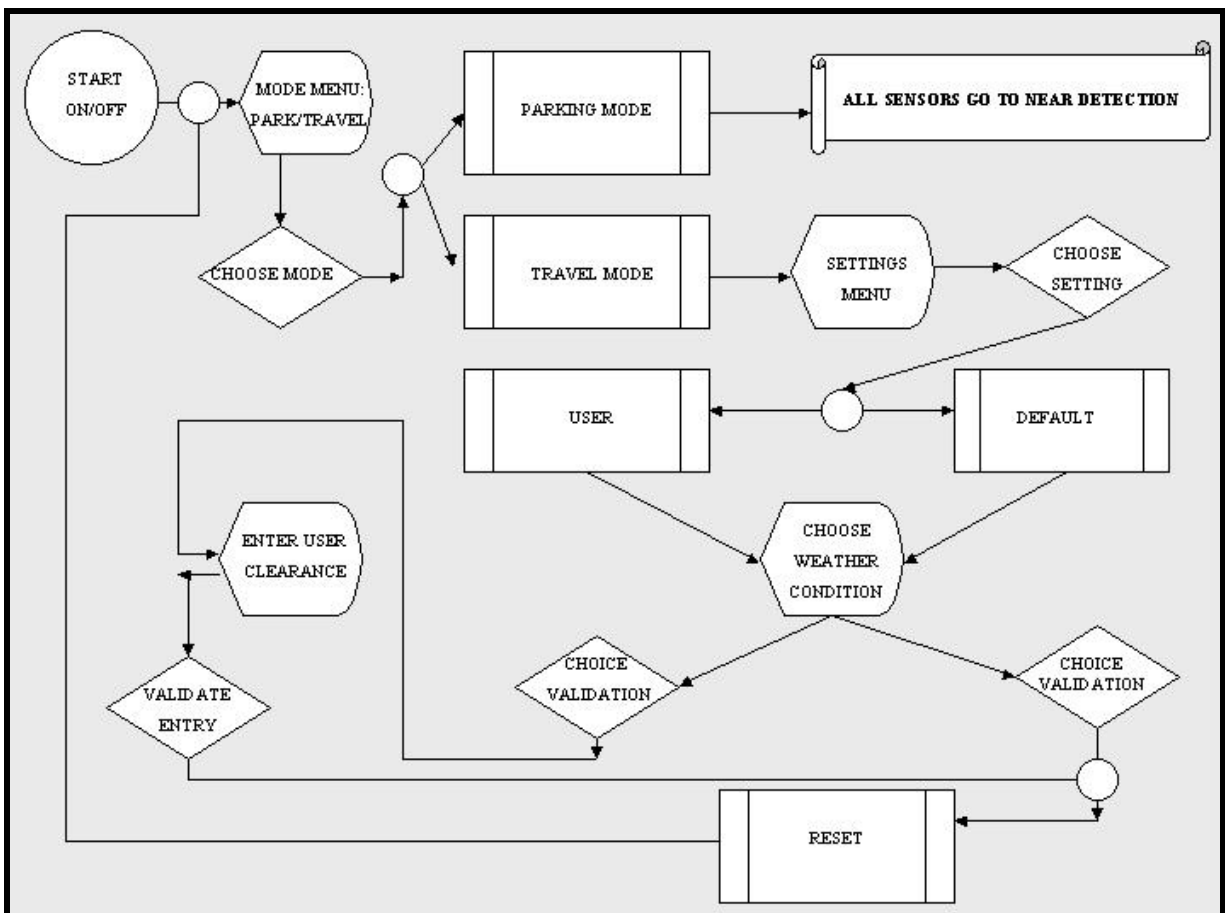 START
ON/OFF
MODE MENU:
PARK/TRAVEL
PARKING MODE
ALL SENSORS GO TO NEAR DETECTION
CHOOSE MODE
TRAVEL MODE
SETTINGS
MENU
CHOOSE
SETTING
USER
DEFAULT
ENTER USER
CLEARANCE
CHOOSE
WEATHER
CONDITION
VALIDATE
ENTRY
CHOICE
VALIDATION
CHOICE
VALIDATION
RESET